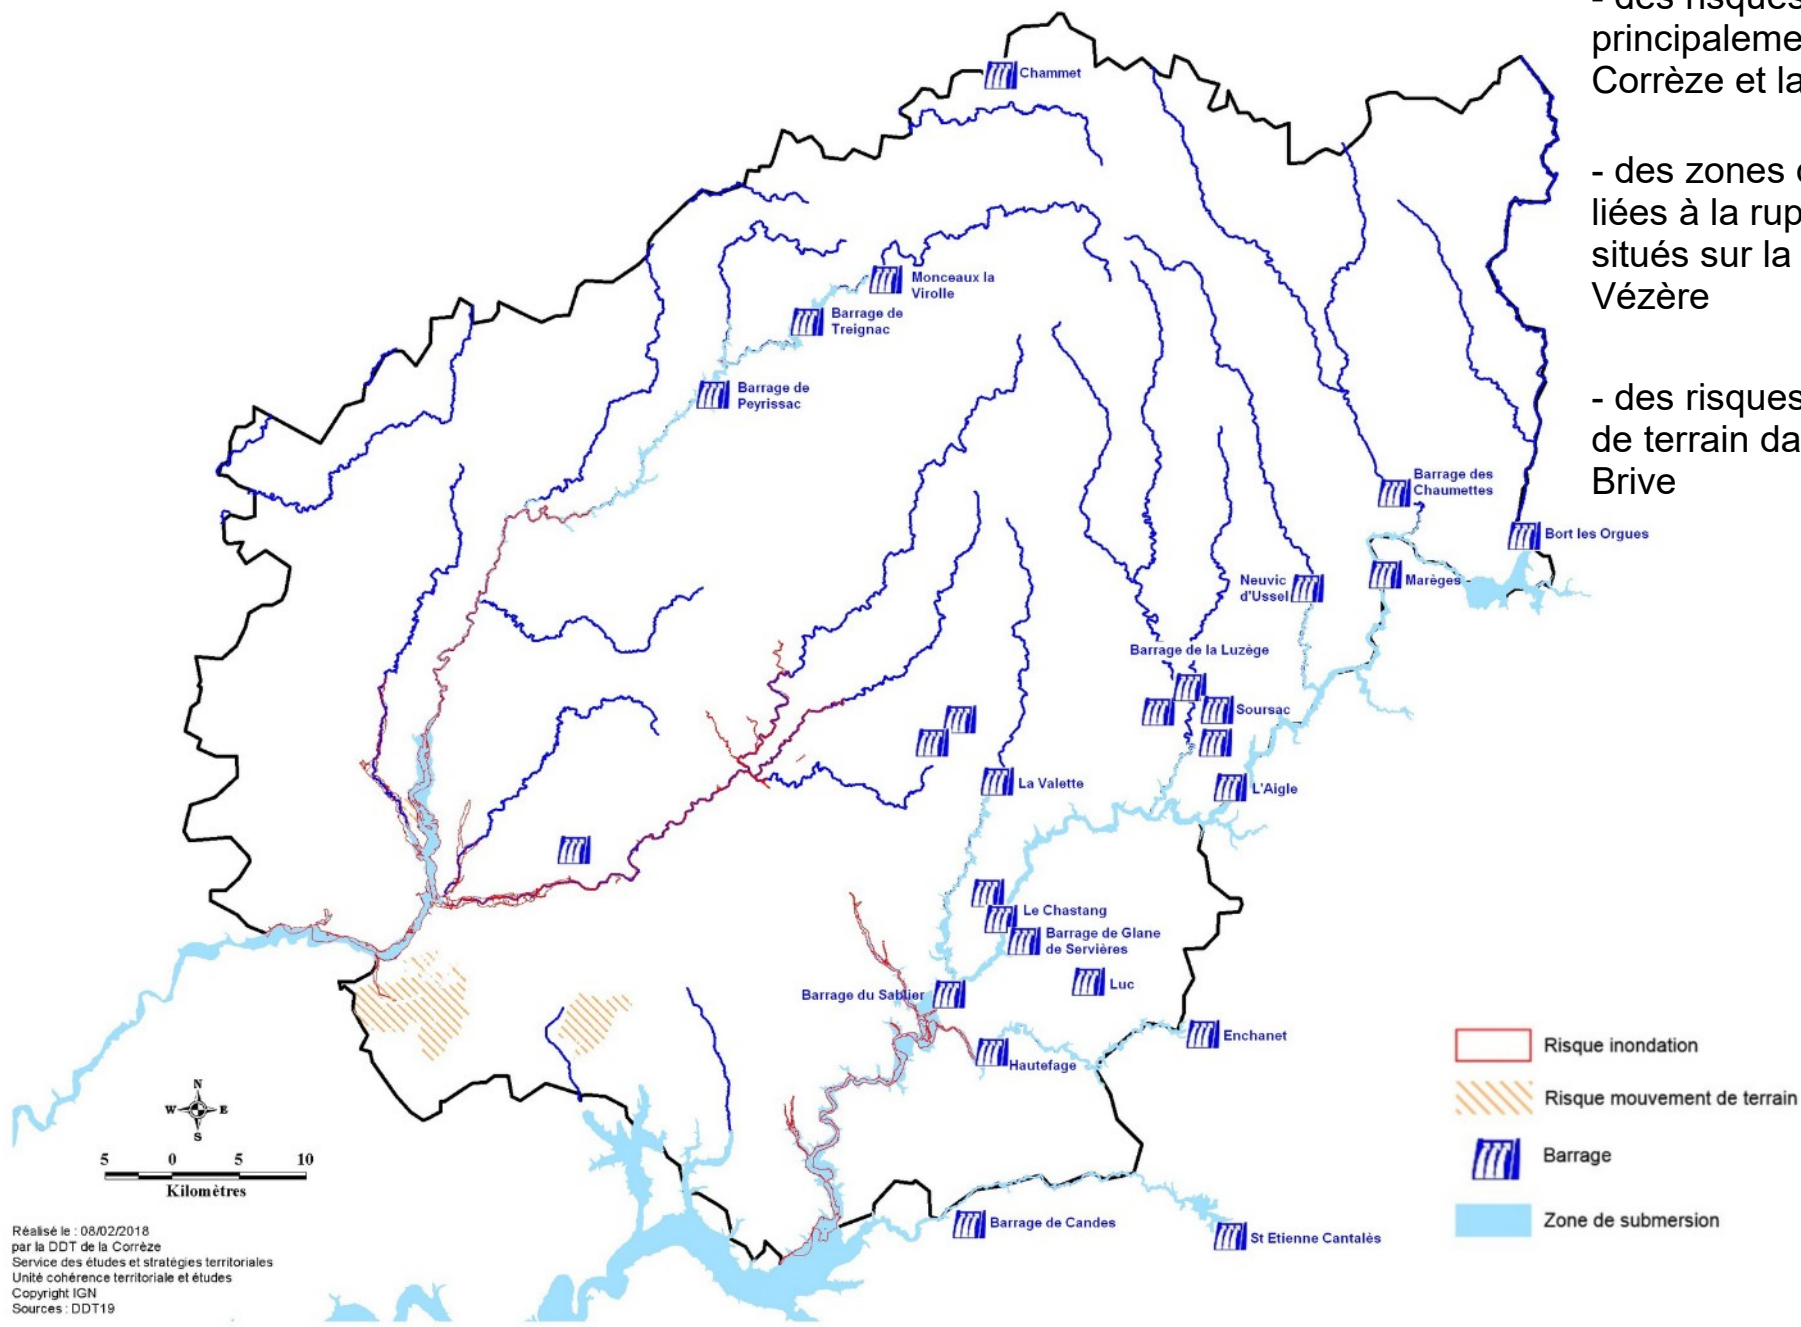 - des risques
principaleme
Corrèze et la
- des zones
liées à la rup
situés sur la
Vézère
- des risques
de terrain da
Brive
Chammet
Monceaux la
Virolle
Barrage de
Treignac
Barrage de
Peyrissac
Barrage des
Chaumettes
Bort les Orgues
Neuvic
d'Ussel
Marèges
Barrage de la Luzège
Soursac
La Valette
L'Aigle
Le Chastang
Barrage de Glane
de Servières
Luc
Barrage du Sablier
Enchanet
Hautefage
Barrage de Candes
St Etienne Cantalès
N
W
E
S
5 0 5 10
Kilomètres
Réalisé le : 08/02/2018
par la DDT de la Corrèze
Service des études et stratégies territoriales
Unité cohérence territoriale et études
Copyright IGN
Sources : DDT19
Risque inondation
Risque mouvement de terrain
Barrage
Zone de submersion